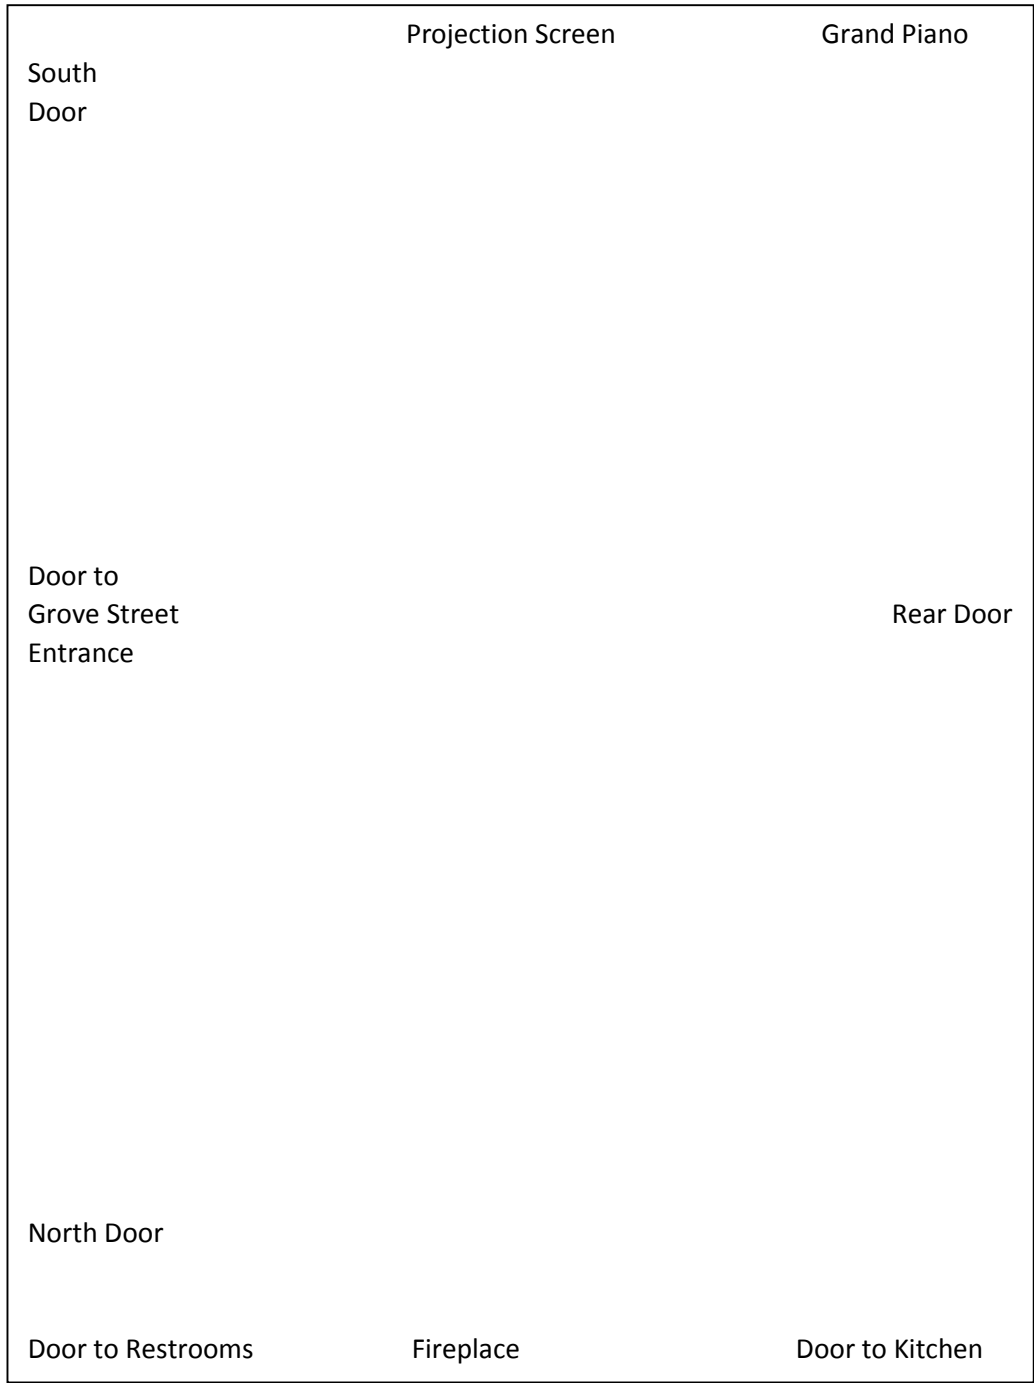 Projection Screen Grand Piano
South
Door
Door to
Grove Street Rear Door
Entrance
North Door
Door to Restrooms Fireplace Door to Kitchen